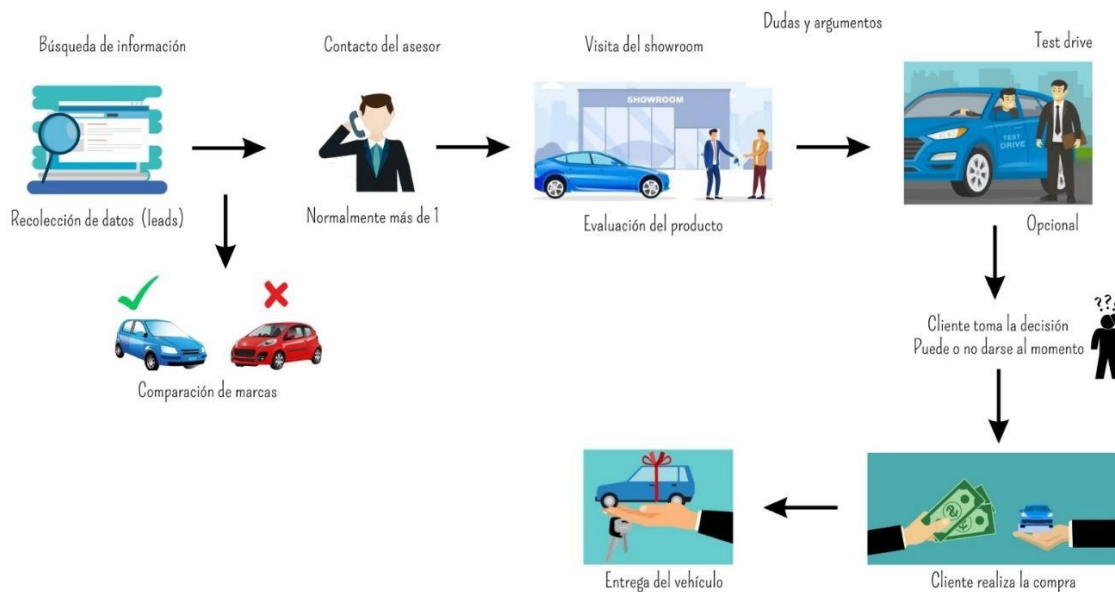 Búsqueda de información
Contacto del asesor
Visita del showroom
Dudas y argumentos
Test drive
SHOWROOM
TEST
DRIVE
Recolección de datos (leads)
Normalmente más de 1
Evaluación del producto
Opcional
Comparación de marcas
???
Cliente toma la decisión
Puede o no darse al momento
Entrega del vehículo
Cliente realiza la compra